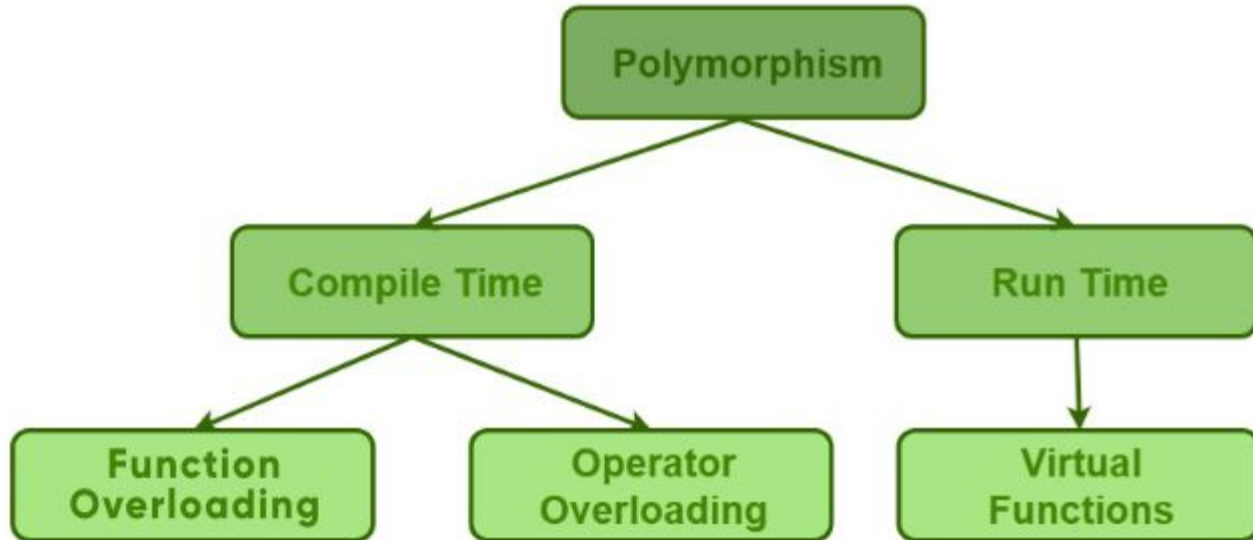 Polymorphism
Compile Time
Run Time
Function
Overloading
Operator
Overloading
Virtual
Functions